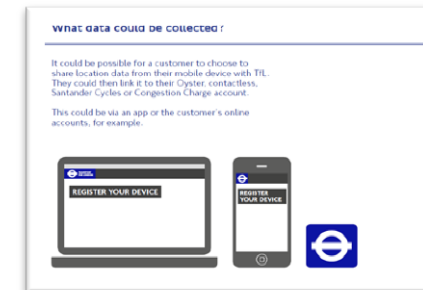 What data could be collected?
It could be possible for a customer to choose to
share location data from their mobile device with TfL.
They could then link it to their Oyster, contactless,
Santander Cycles or Congestion Charge account.
This could be via an app or the customer's online
accounts, for example.
REGISTER YOUR DEVICE
REGISTER
YOUR DEVICE